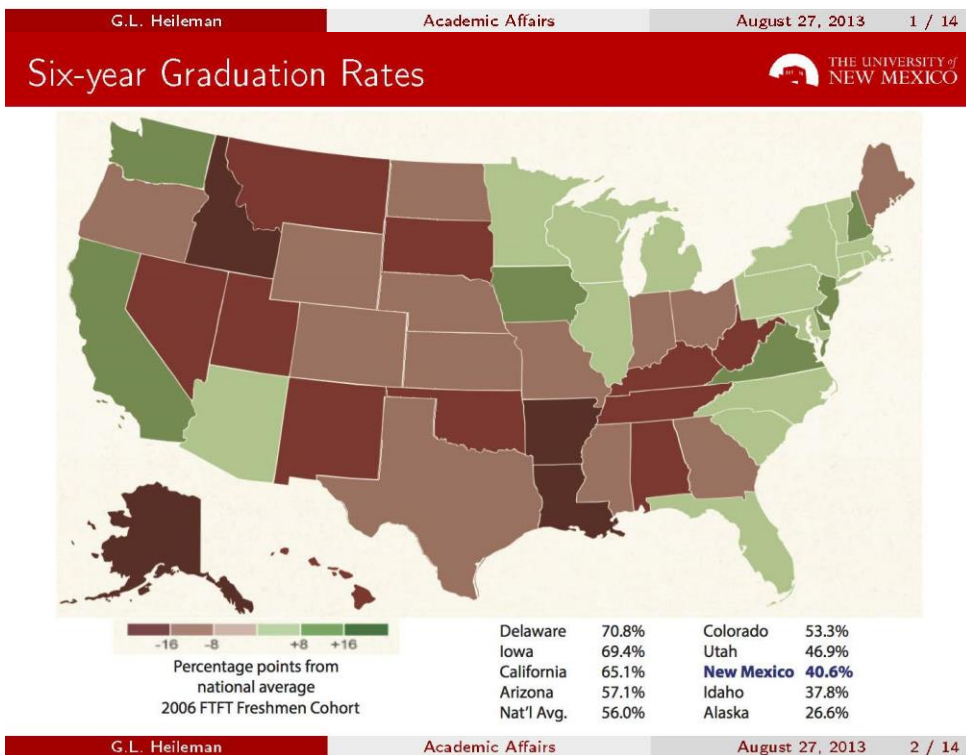 G.L. Heileman Academic Affairs August 27, 2013 1 / 14
Six-year Graduation Rates
THE UNIVERSITY of
NEW MEXICO
-16 -8 +8 +16
Percentage points from
national average
2006 FTFT Freshmen Cohort
Delaware 70.8% Colorado 53.3%
Iowa 69.4% Utah 46.9%
California 65.1% New Mexico 40.6%
Arizona 57.1% Idaho 37.8%
Nat'l Avg. 56.0% Alaska 26.6%
G.L. Heileman Academic Affairs August 27, 2013 2 / 14